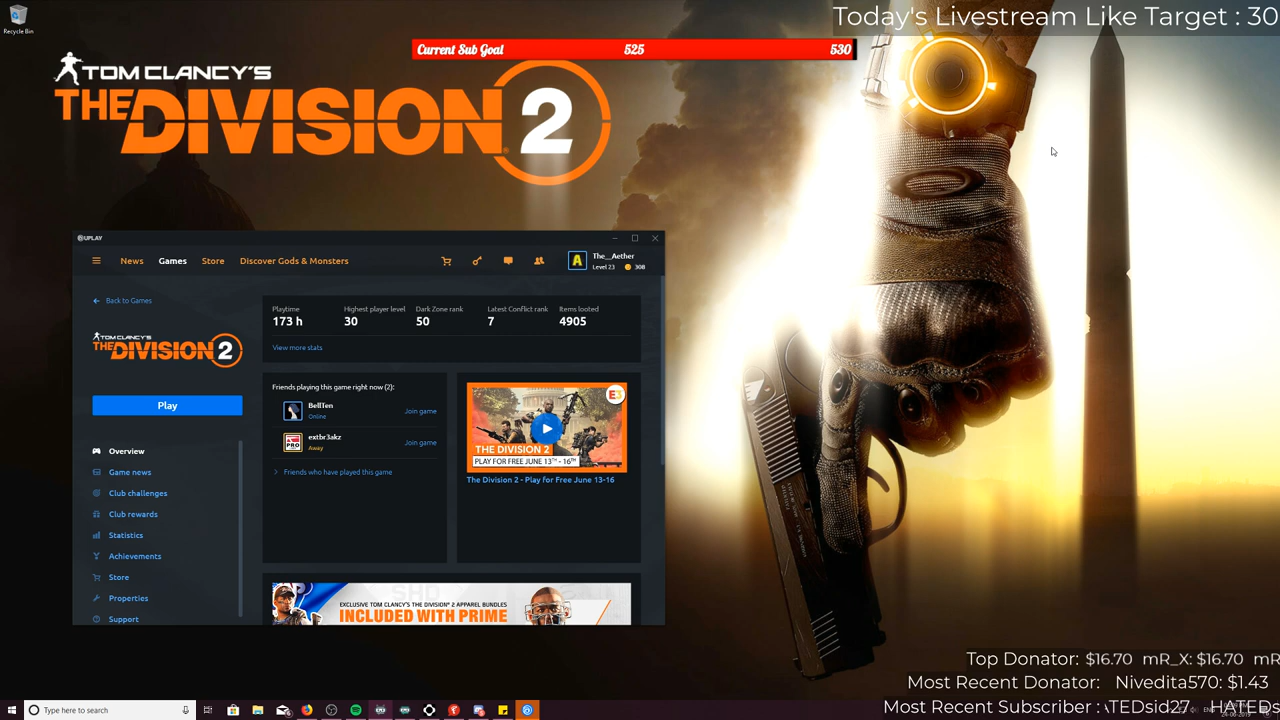 Today's Livestream Like Target : 30
Recycle Bin
Current Sub Goal 525 530
TOM CLANCY'S
THE DIVISION 2
UPLAY
News Games Store Discover Gods & Monsters
The__Aether
Level 23 308
Back to Games
TOM CLANCY'S
THE DIVISION 2
Play
Overview
Game news
Club challenges
Club rewards
Statistics
Achievements
Store
Properties
Support
Playtime Highest player level Dark Zone rank Latest Conflict rank Items looted
173 h 30 50 7 4905
View more stats
Friends playing this game right now (2):
BellTen
Online
Join game
extbr3akz
Away
Join game
Friends who have played this game
E3
THE DIVISION 2
PLAY FOR FREE JUNE 13TH - 16TH
The Division 2 - Play for Free June 13-16
SHD
EXCLUSIVE TOM CLANCY'S THE DIVISION 2 APPAREL BUNDLES
INCLUDED WITH PRIME
Top Donator: $16.70 mR_X: $16.70 mR
Most Recent Donator: Nivedita570: $1.43
Most Recent Subscriber : TEDsid27 HATEDs
Type here to search
ENG